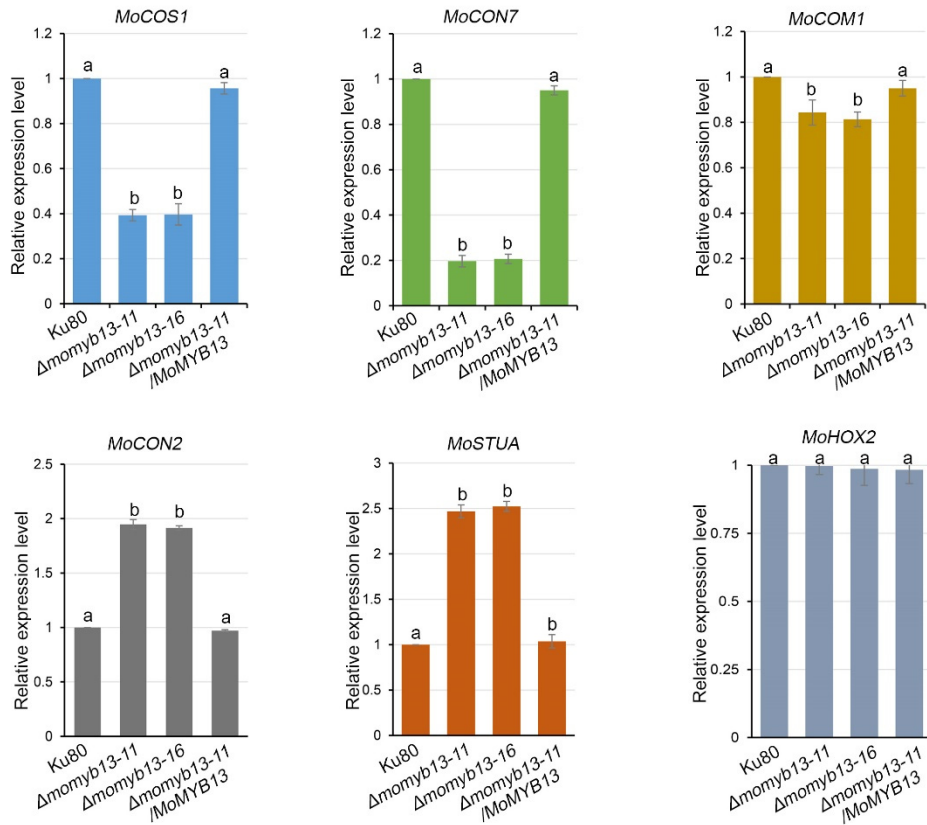 MoCOS1
Relative expression level
1.2
1
0.8
0.6
0.4
0.2
0
a
b
b
a
Ku80
Δmomyb13-11
Δmomyb13-16
Δmomyb13-11
/MoMYB13
MoCON7
Relative expression level
1.2
1
0.8
0.6
0.4
0.2
0
a
b
b
a
Ku80
Δmomyb13-11
Δmomyb13-16
Δmomyb13-11
/MoMYB13
MoCOM1
Relative expression level
1.2
1
0.8
0.6
0.4
0.2
0
a
b
b
a
Ku80
Δmomyb13-11
Δmomyb13-16
Δmomyb13-11
/MoMYB13
MoCON2
Relative expression level
2.5
2
1.5
1
0.5
0
a
b
b
a
Ku80
Δmomyb13-11
Δmomyb13-16
Δmomyb13-11
/MoMYB13
MoSTUA
Relative expression level
3
2.5
2
1.5
1
0.5
0
a
b
b
b
Ku80
Δmomyb13-11
Δmomyb13-16
Δmomyb13-11
/MoMYB13
MoHOX2
Relative expression level
1
0.75
0.5
0.25
0
a
a
a
a
Ku80
Δmomyb13-11
Δmomyb13-16
Δmomyb13-11
/MoMYB13